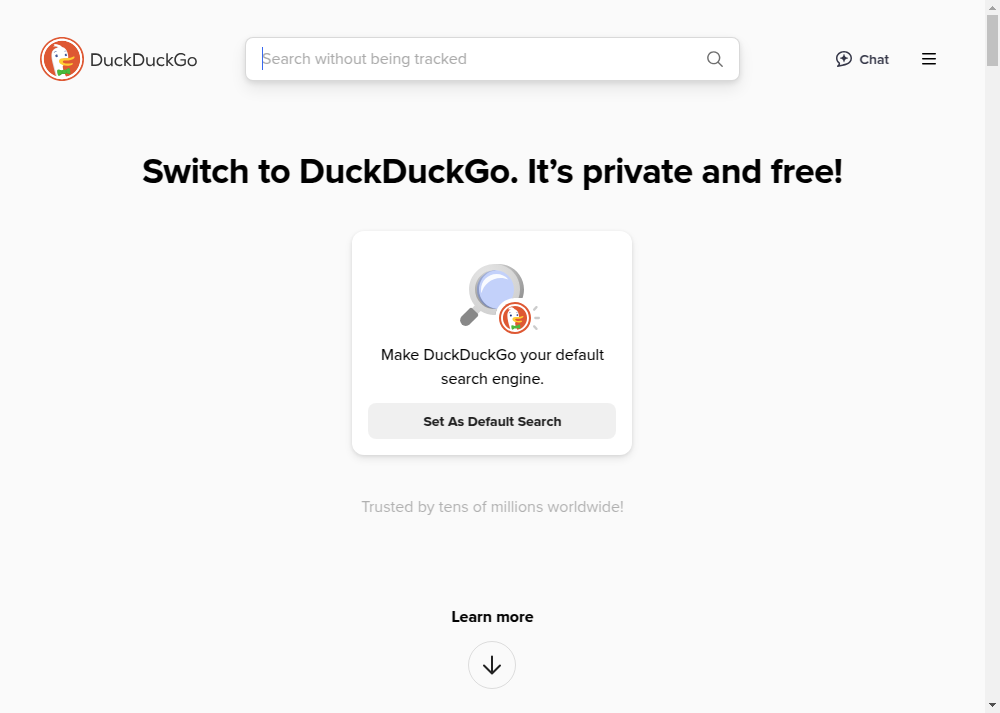 DuckDuckGo
Search without being tracked
Chat
Switch to DuckDuckGo. It’s private and free!
Make DuckDuckGo your default
search engine.
Set As Default Search
Trusted by tens of millions worldwide!
Learn more